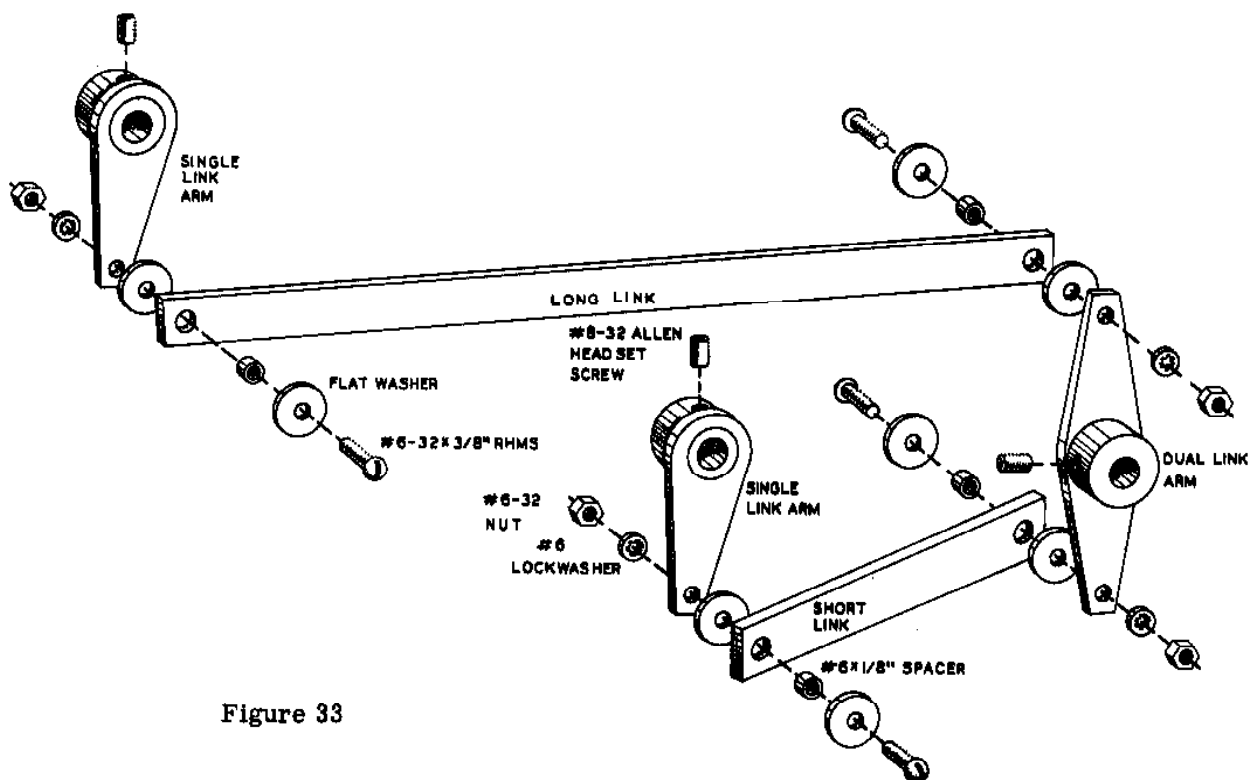 SINGLE
LINK
ARM
LONG LINK
#8-32 ALLEN
HEAD SET
SCREW
FLAT WASHER
#6-32 x 3/8" RHMS
DUAL LINK
ARM
SINGLE
LINK ARM
#6-32
NUT
#6
LOCKWASHER
SHORT
LINK
#6 x 1/8" SPACER
Figure 33